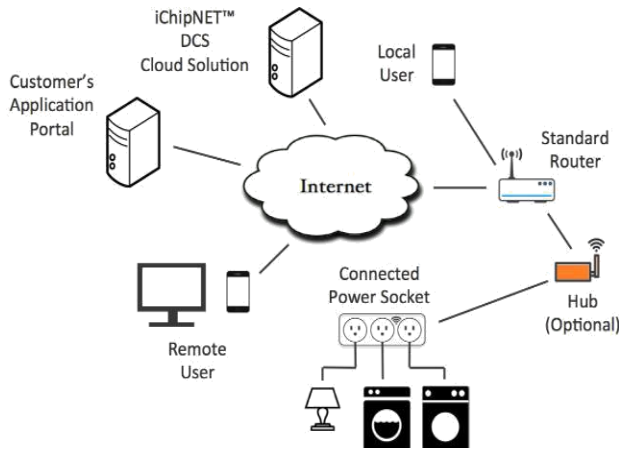 iChipNET™
DCS
Cloud Solution
Local
User
Customer's
Application
Portal
Standard
Router
Internet
Connected
Power Socket
Hub
(Optional)
Remote
User